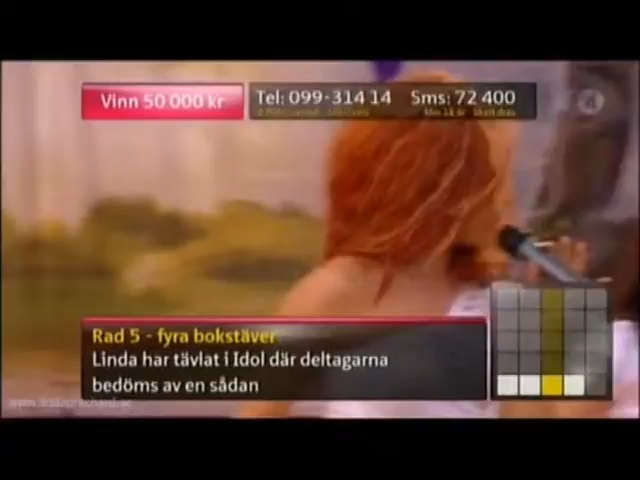 Vinn 50 000 kr
Tel: 099-314 14 Sms: 72 400
4
Rad 5 - fyra bokstäver
Linda har tävlat i Idol där deltagarna
bedöms av en sådan